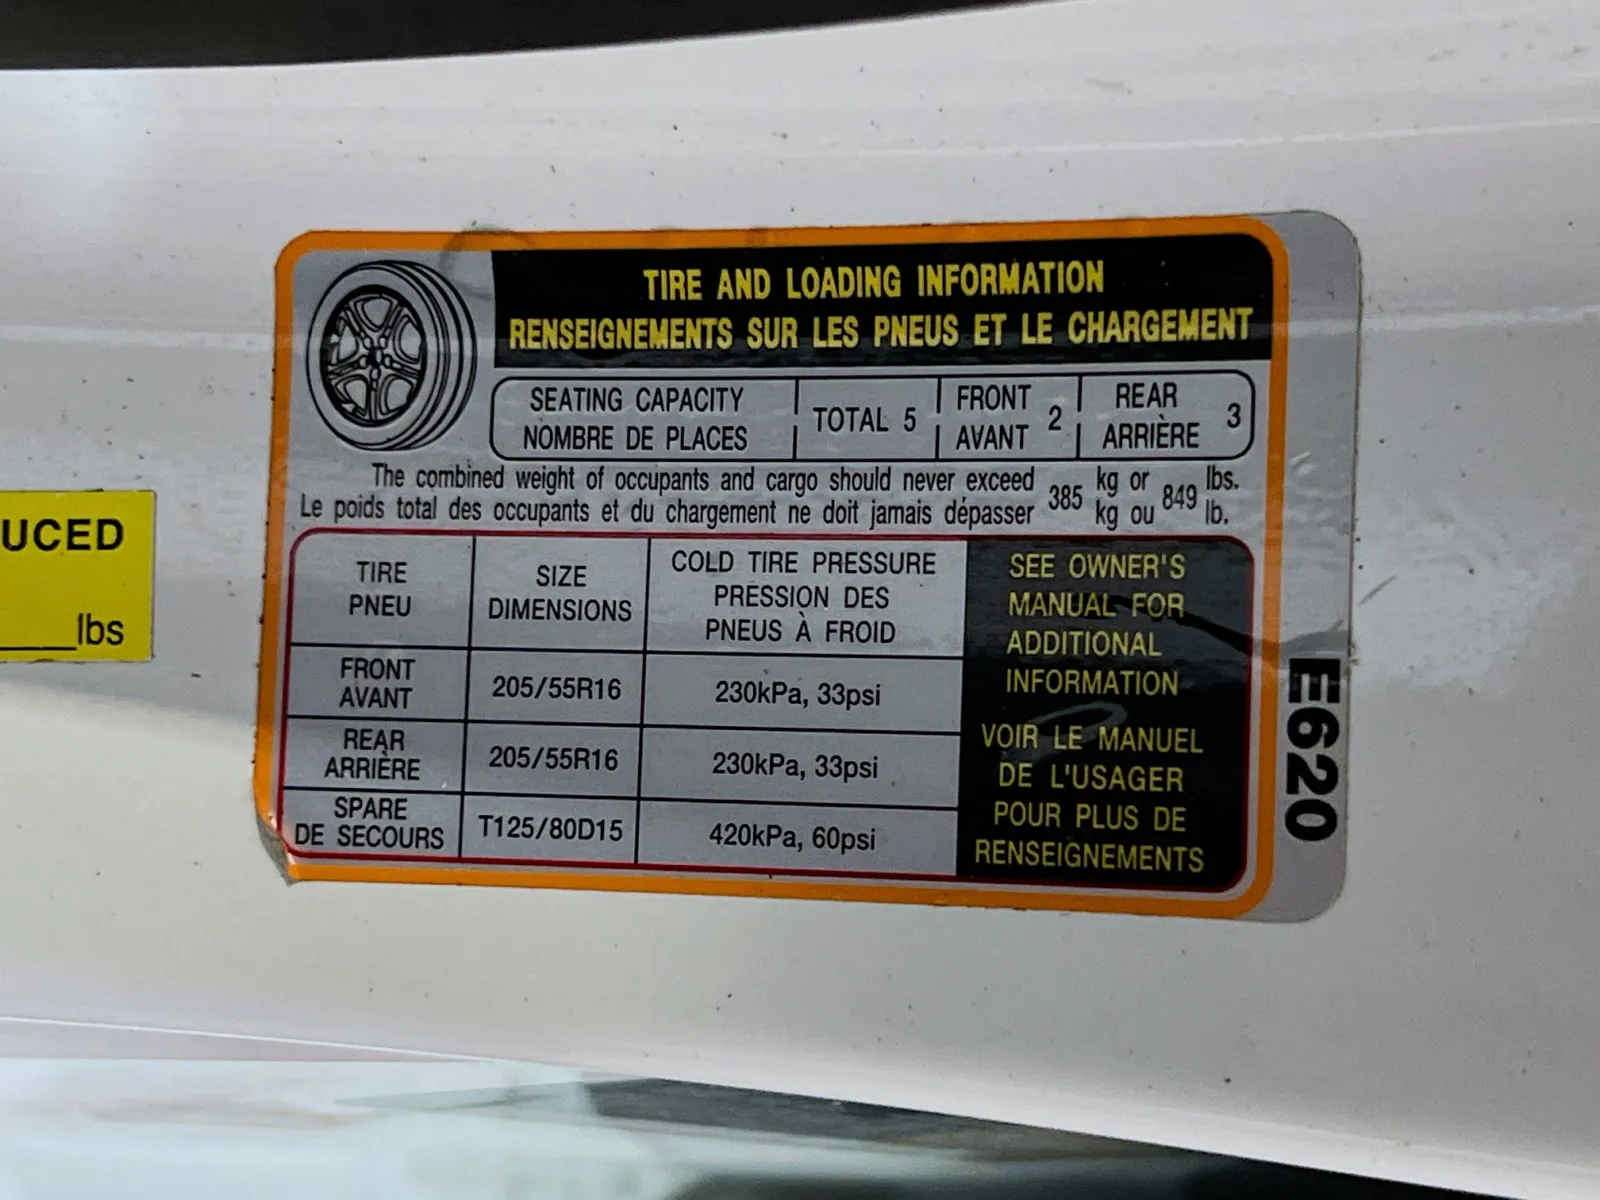 TIRE AND LOADING INFORMATION
RENSEIGNEMENTS SUR LES PNEUS ET LE CHARGEMENT
SEATING CAPACITY
NOMBRE DE PLACES
TOTAL 5
FRONT
AVANT
2
REAR
ARRIÈRE
3
The combined weight of occupants and cargo should never exceed
Le poids total des occupants et du chargement ne doit jamais dépasser
385
kg or
kg ou
849
lbs.
lb.
TIRE
PNEU
SIZE
DIMENSIONS
COLD TIRE PRESSURE
PRESSION DES
PNEUS À FROID
FRONT
AVANT
205/55R16
230kPa, 33psi
REAR
ARRIÈRE
205/55R16
230kPa, 33psi
SPARE
DE SECOURS
T125/80D15
420kPa, 60psi
SEE OWNER'S
MANUAL FOR
ADDITIONAL
INFORMATION
VOIR LE MANUEL
DE L'USAGER
POUR PLUS DE
RENSEIGNEMENTS
E620
UCED
lbs